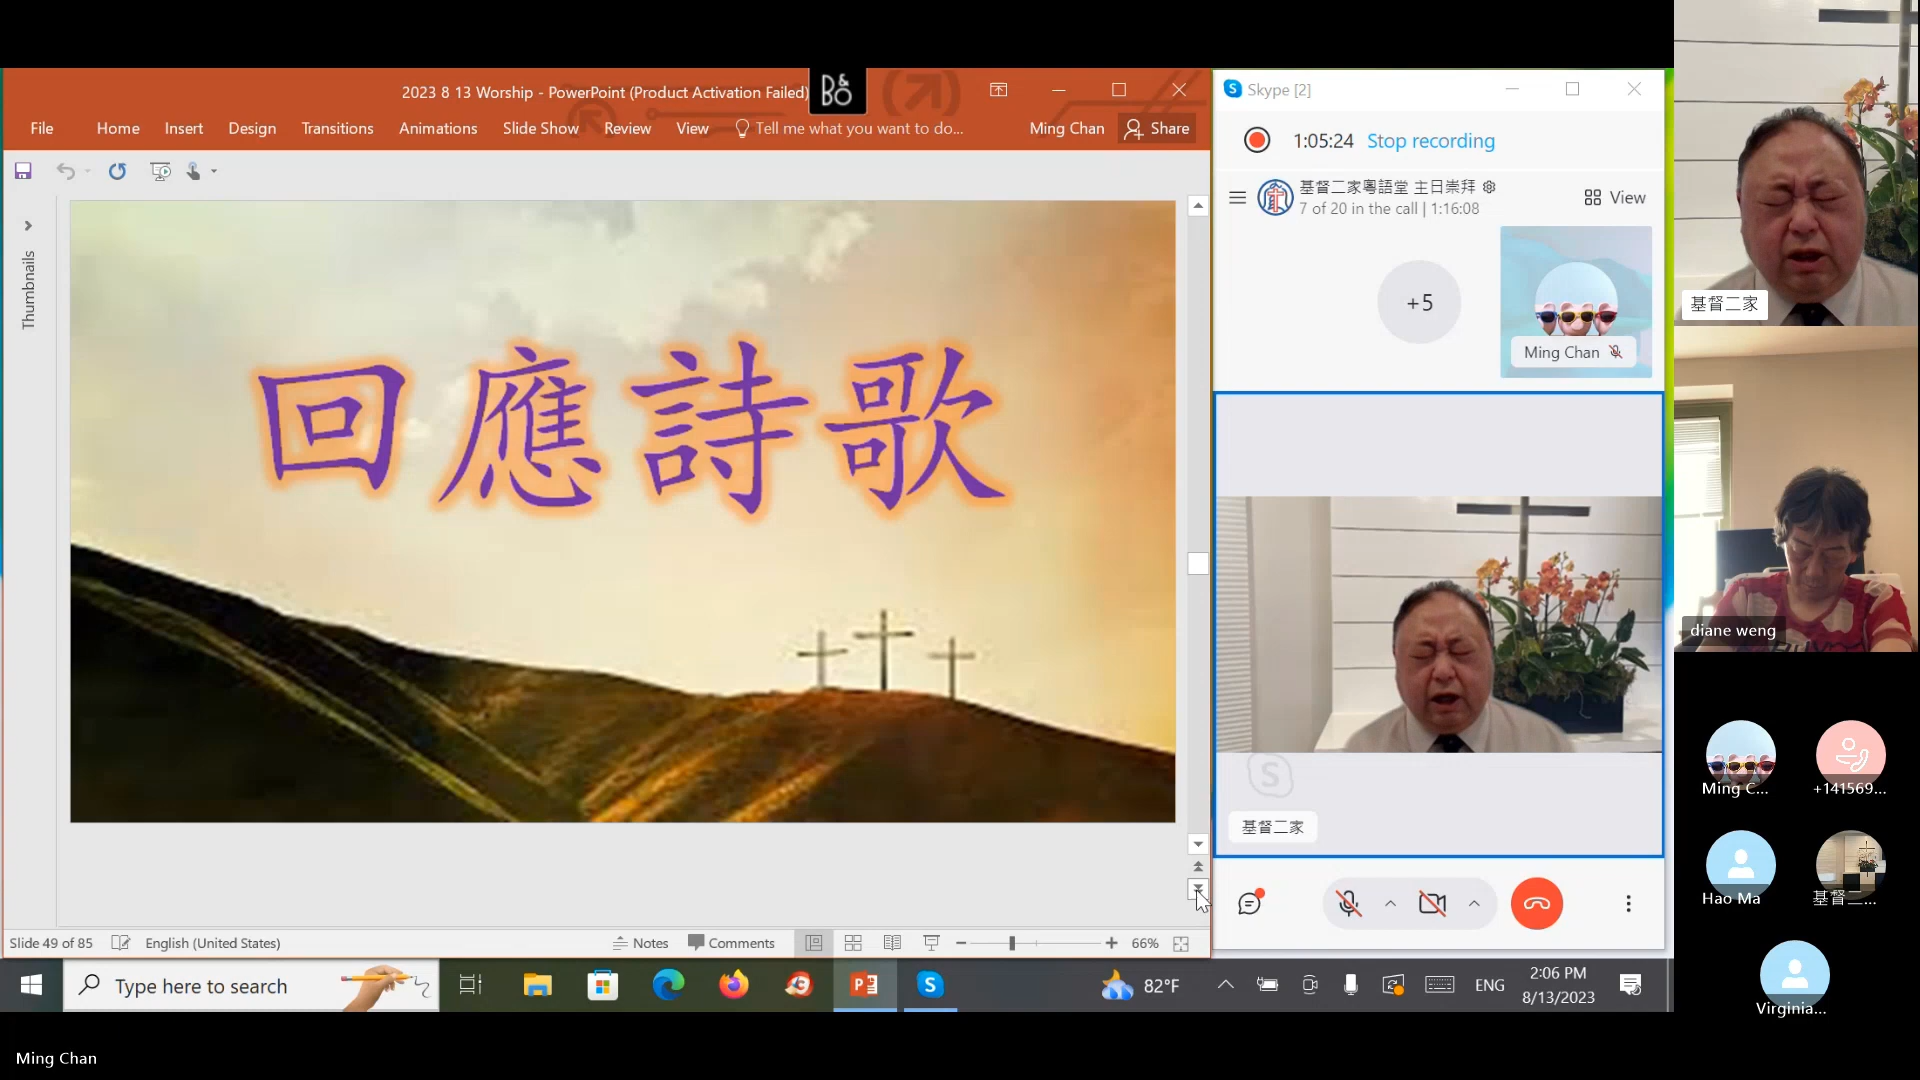 2023 8 13 Worship - PowerPoint (Product Activation Failed)
B&O
File Home Insert Design Transitions Animations Slide Show Review View Tell me what you want to do... Ming Chan Share
Thumbnails
回應詩歌
Slide 49 of 85 English (United States) Notes Comments 66%
Skype [2]
1:05:24 Stop recording
基督二家粵語堂 主日崇拜
7 of 20 in the call | 1:16:08
View
+5
Ming Chan
基督二家
基督二家
diane weng
Ming C...
+141569...
Hao Ma
基督二...
Virginia...
Type here to search
82°F
ENG
2:06 PM
8/13/2023
Ming Chan